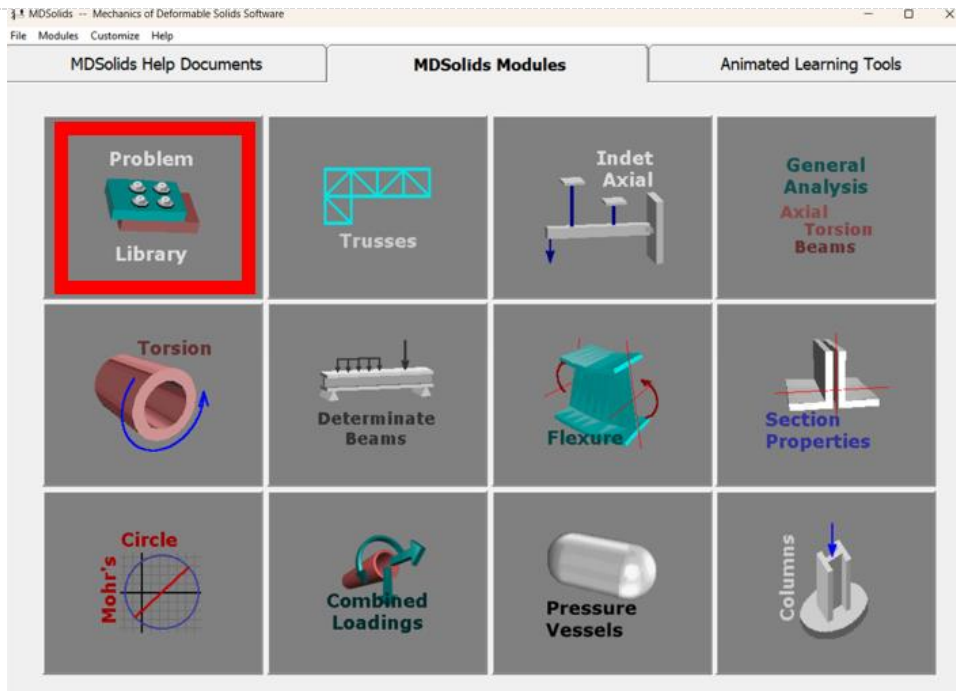 MDSolids -- Mechanics of Deformable Solids Software
File Modules Customize Help
MDSolids Help Documents
MDSolids Modules
Animated Learning Tools
Problem
Library
Trusses
Indet
Axial
General
Analysis
Axial
Torsion
Beams
Torsion
Determinate
Beams
Flexure
Section
Properties
Mohr's
Circle
Combined
Loadings
Pressure
Vessels
Columns